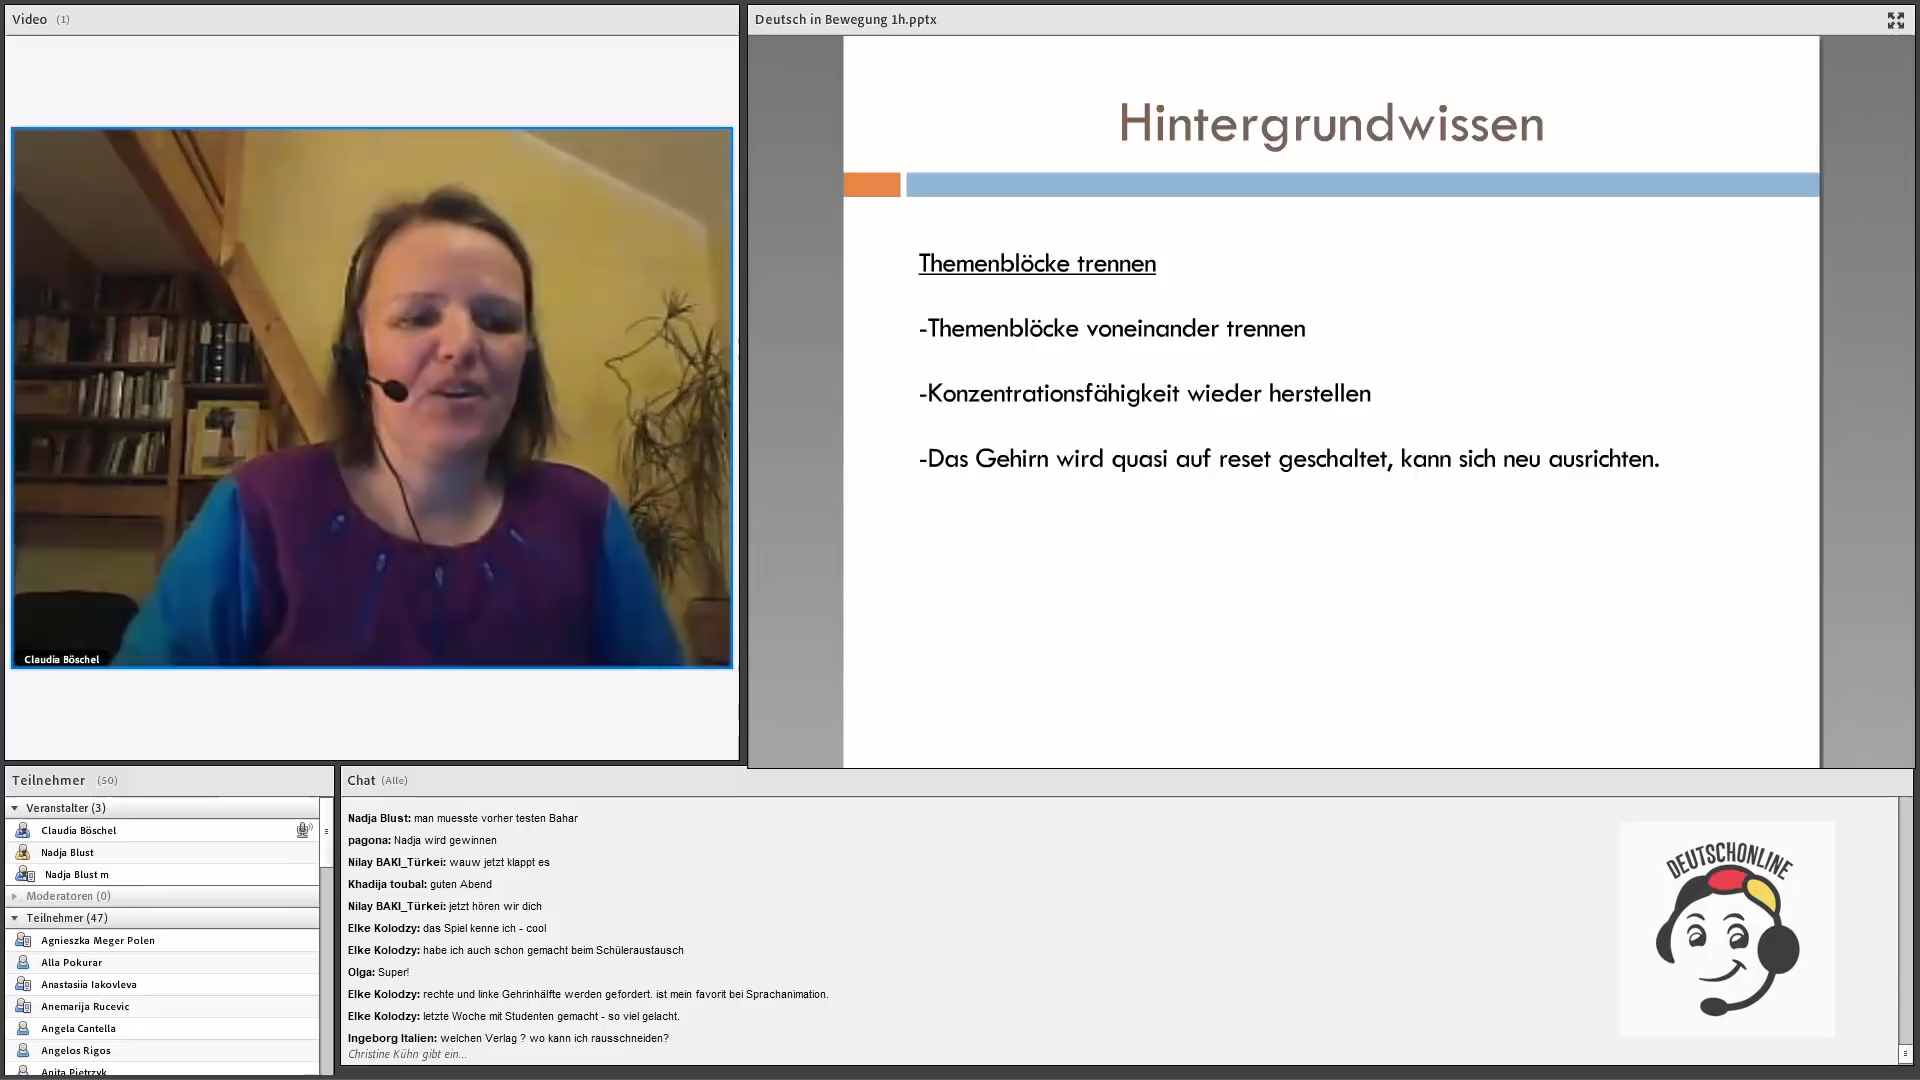 Video (1)
Claudia Böschel
Deutsch in Bewegung 1h.pptx
Hintergrundwissen
Themenblöcke trennen
-Themenblöcke voneinander trennen
-Konzentrationsfähigkeit wieder herstellen
-Das Gehirn wird quasi auf reset geschaltet, kann sich neu ausrichten.
Teilnehmer (50)
Veranstalter (3)
Claudia Böschel
Nadja Blust
Nadja Blust m
Moderatoren (0)
Teilnehmer (47)
Agnieszka Meger Polen
Alla Pokurar
Anastasiia Iakovleva
Anemarija Rucevic
Angela Cantella
Angelos Rigos
Anita Pietrzyk
Chat (Alle)
Nadja Blust: man muesste vorher testen Bahar
pagona: Nadja wird gewinnen
Nilay BAKI_Türkei: wauw jetzt klappt es
Khadija toubal: guten Abend
Nilay BAKI_Türkei: jetzt hören wir dich
Elke Kolodzy: das Spiel kenne ich - cool
Elke Kolodzy: habe ich auch schon gemacht beim Schüleraustausch
Olga: Super!
Elke Kolodzy: rechte und linke Gehrinhälfte werden gefordert. ist mein favorit bei Sprachanimation.
Elke Kolodzy: letzte Woche mit Studenten gemacht - so viel gelacht.
Ingeborg Italien: welchen Verlag ? wo kann ich rausschneiden?
Christine Kühn gibt ein...
DEUTSCHONLINE